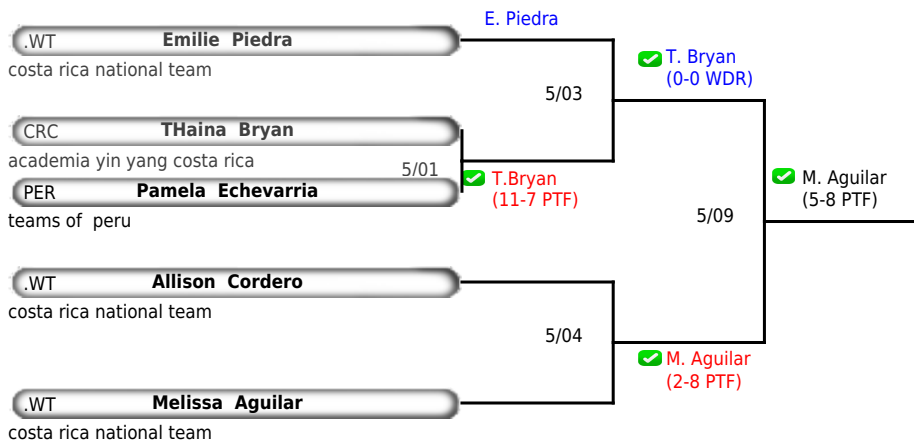 E. Piedra
.WT Emilie Piedra
costa rica national team
T. Bryan
(0-0 WDR)
5/03
CRC THaina Bryan
academia yin yang costa rica
5/01
T.Bryan
(11-7 PTF)
PER Pamela Echevarria
teams of peru
M. Aguilar
(5-8 PTF)
5/09
.WT Allison Cordero
costa rica national team
5/04
M. Aguilar
(2-8 PTF)
.WT Melissa Aguilar
costa rica national team